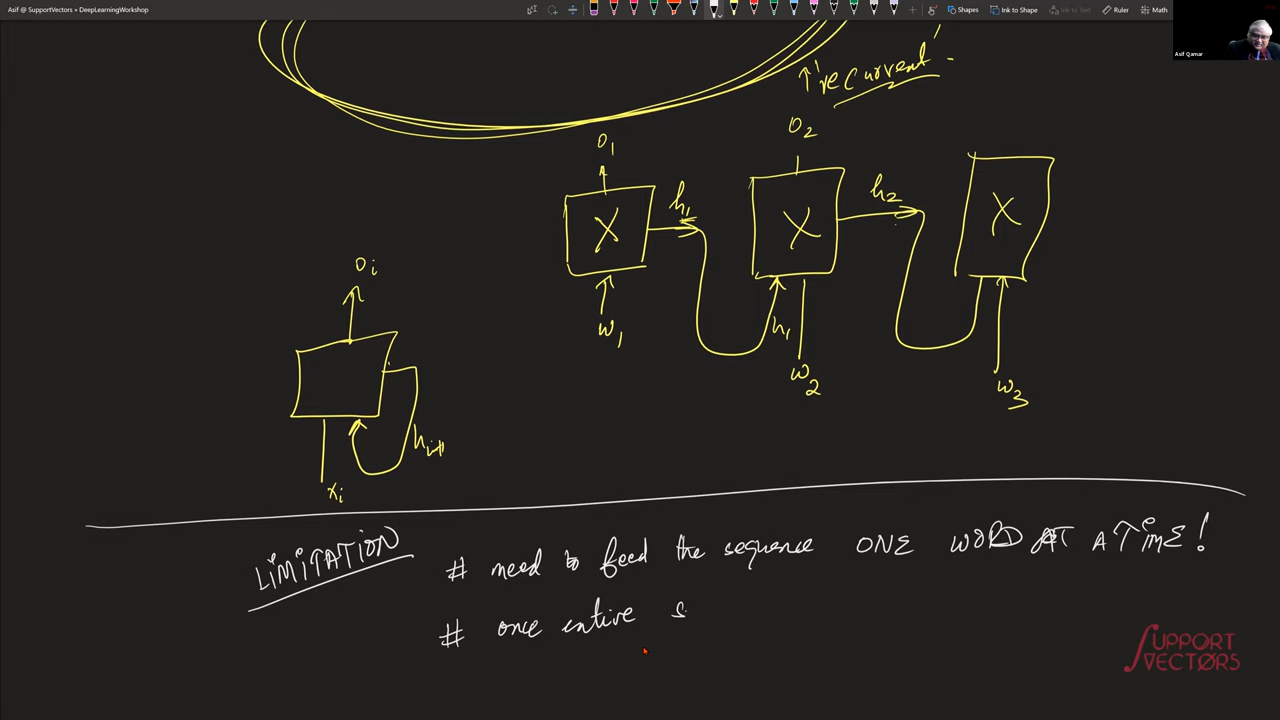 Asif @ SupportVectors » DeepLearningWorkshop
Shapes
Ink to Shape
Ink to Text
Ruler
Math
Asif Qamar
'recurrent'
O1
O2
h1
h2
X
X
X
Oi
w1
h1
w2
w3
hi+1
xi
LIMITATION
# need to feed the sequence ONE WORD AT A TIME!
# once entire s
SUPPORT
VECTORS